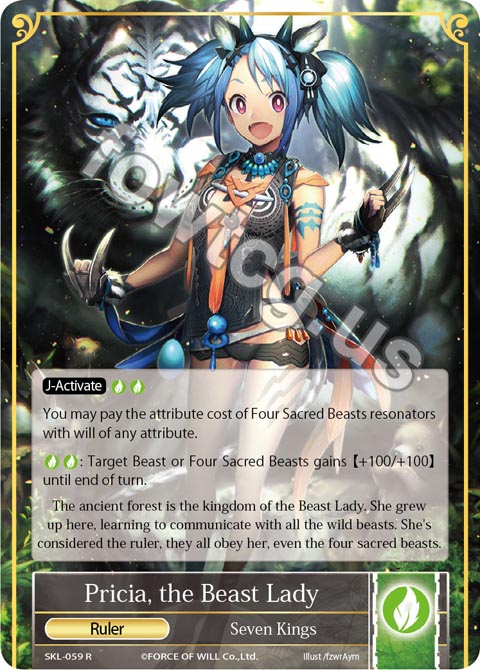 fowtcg.us
J-Activate
You may pay the attribute cost of Four Sacred Beasts resonators
with will of any attribute.
: Target Beast or Four Sacred Beasts gains 【+100/+100】
until end of turn.
The ancient forest is the kingdom of the Beast Lady, She grew
up here, learning to communicate with all the wild beasts. She's
considered the ruler, they all obey her, even the four sacred beasts.
Pricia, the Beast Lady
Ruler
Seven Kings
SKL-059 R
©FORCE OF WILL Co.,Ltd.
Illust /fzwrAym